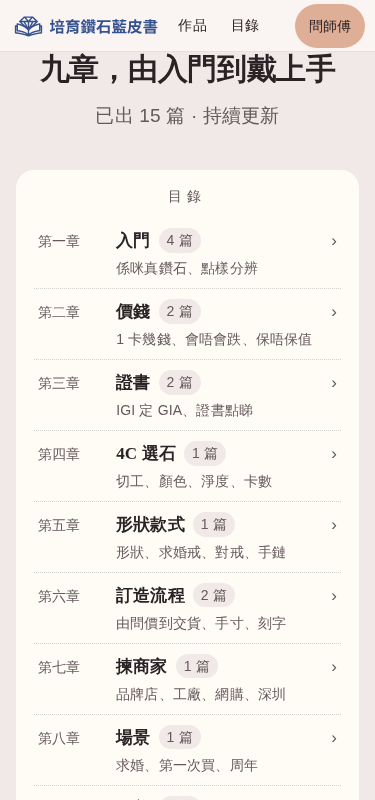 培育鑽石藍皮書 作品 目錄 問師傅
九章，由入門到戴上手
已出 15 篇 · 持續更新
目錄
第一章 入門 4 篇 ›
係咪真鑽石、點樣分辨
第二章 價錢 2 篇 ›
1 卡幾錢、會唔會跌、保唔保值
第三章 證書 2 篇 ›
IGI 定 GIA、證書點睇
第四章 4C 選石 1 篇 ›
切工、顏色、淨度、卡數
第五章 形狀款式 1 篇 ›
形狀、求婚戒、對戒、手鏈
第六章 訂造流程 2 篇 ›
由問價到交貨、手寸、刻字
第七章 揀商家 1 篇 ›
品牌店、工廠、網購、深圳
第八章 場景 1 篇 ›
求婚、第一次買、周年